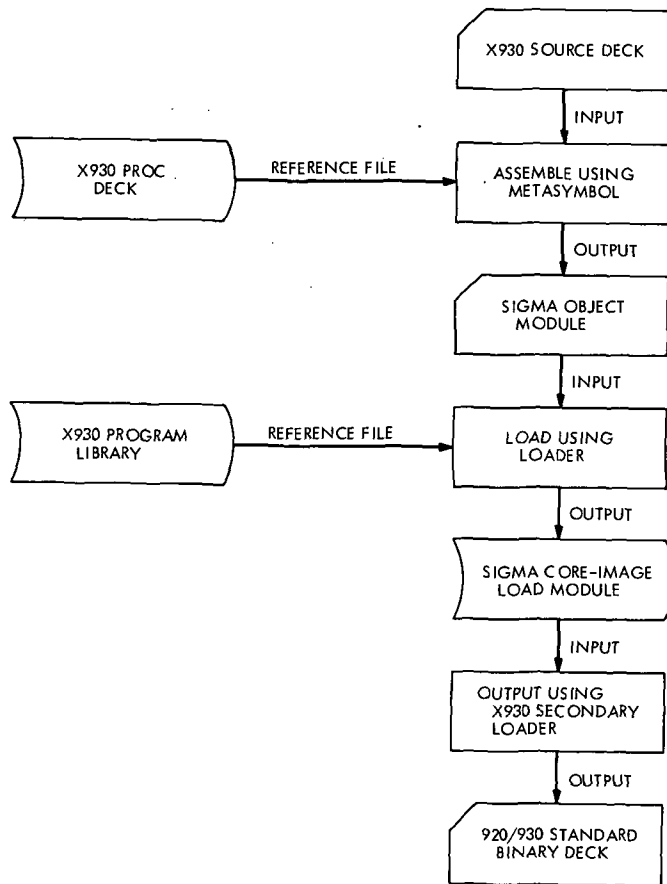 X930 SOURCE DECK
INPUT
X930 PROC
DECK
REFERENCE FILE
ASSEMBLE USING
METASYMBOL
OUTPUT
SIGMA OBJECT
MODULE
INPUT
X930 PROGRAM
LIBRARY
REFERENCE FILE
LOAD USING
LOADER
OUTPUT
SIGMA CORE-IMAGE
LOAD MODULE
INPUT
OUTPUT USING
X930 SECONDARY
LOADER
OUTPUT
920/930 STANDARD
BINARY DECK